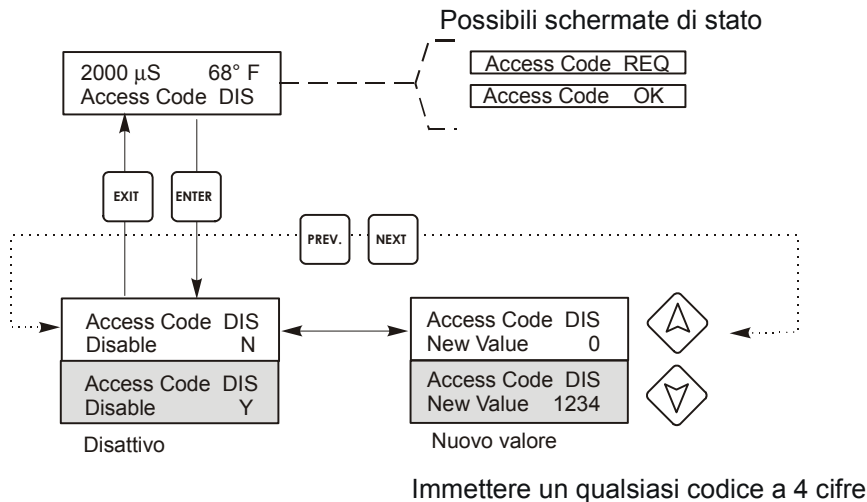 Possibili schermate di stato
2000 μS 68° F
Access Code DIS
Access Code REQ
Access Code OK
EXIT
ENTER
PREV.
NEXT
Access Code DIS
Disable N
Access Code DIS
Disable Y
Disattivo
Access Code DIS
New Value 0
Access Code DIS
New Value 1234
Nuovo valore
Immettere un qualsiasi codice a 4 cifre